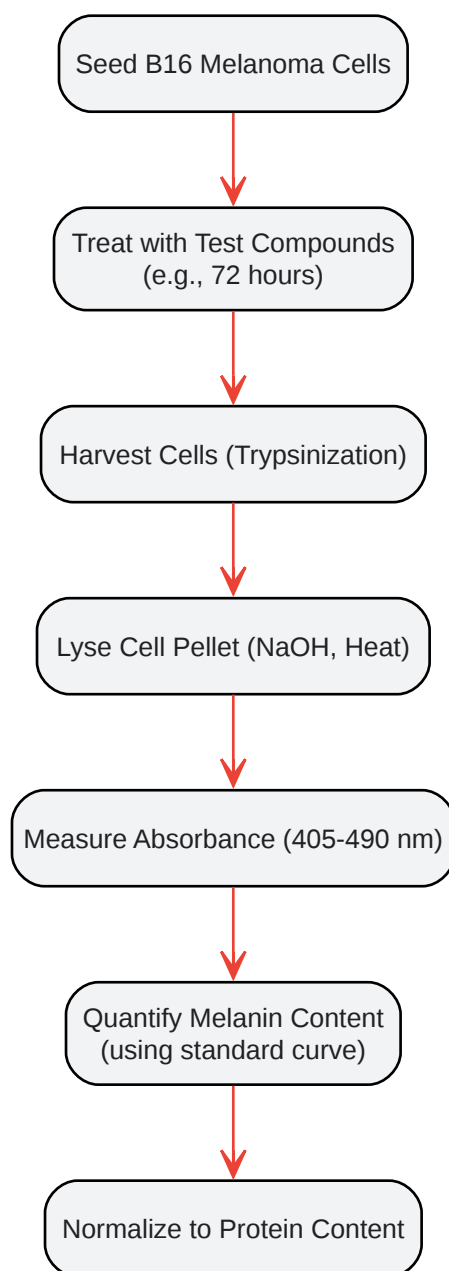 Seed B16 Melanoma Cells
Treat with Test Compounds
(e.g., 72 hours)
Harvest Cells (Trypsinization)
Lyse Cell Pellet (NaOH, Heat)
Measure Absorbance (405-490 nm)
Quantify Melanin Content
(using standard curve)
Normalize to Protein Content